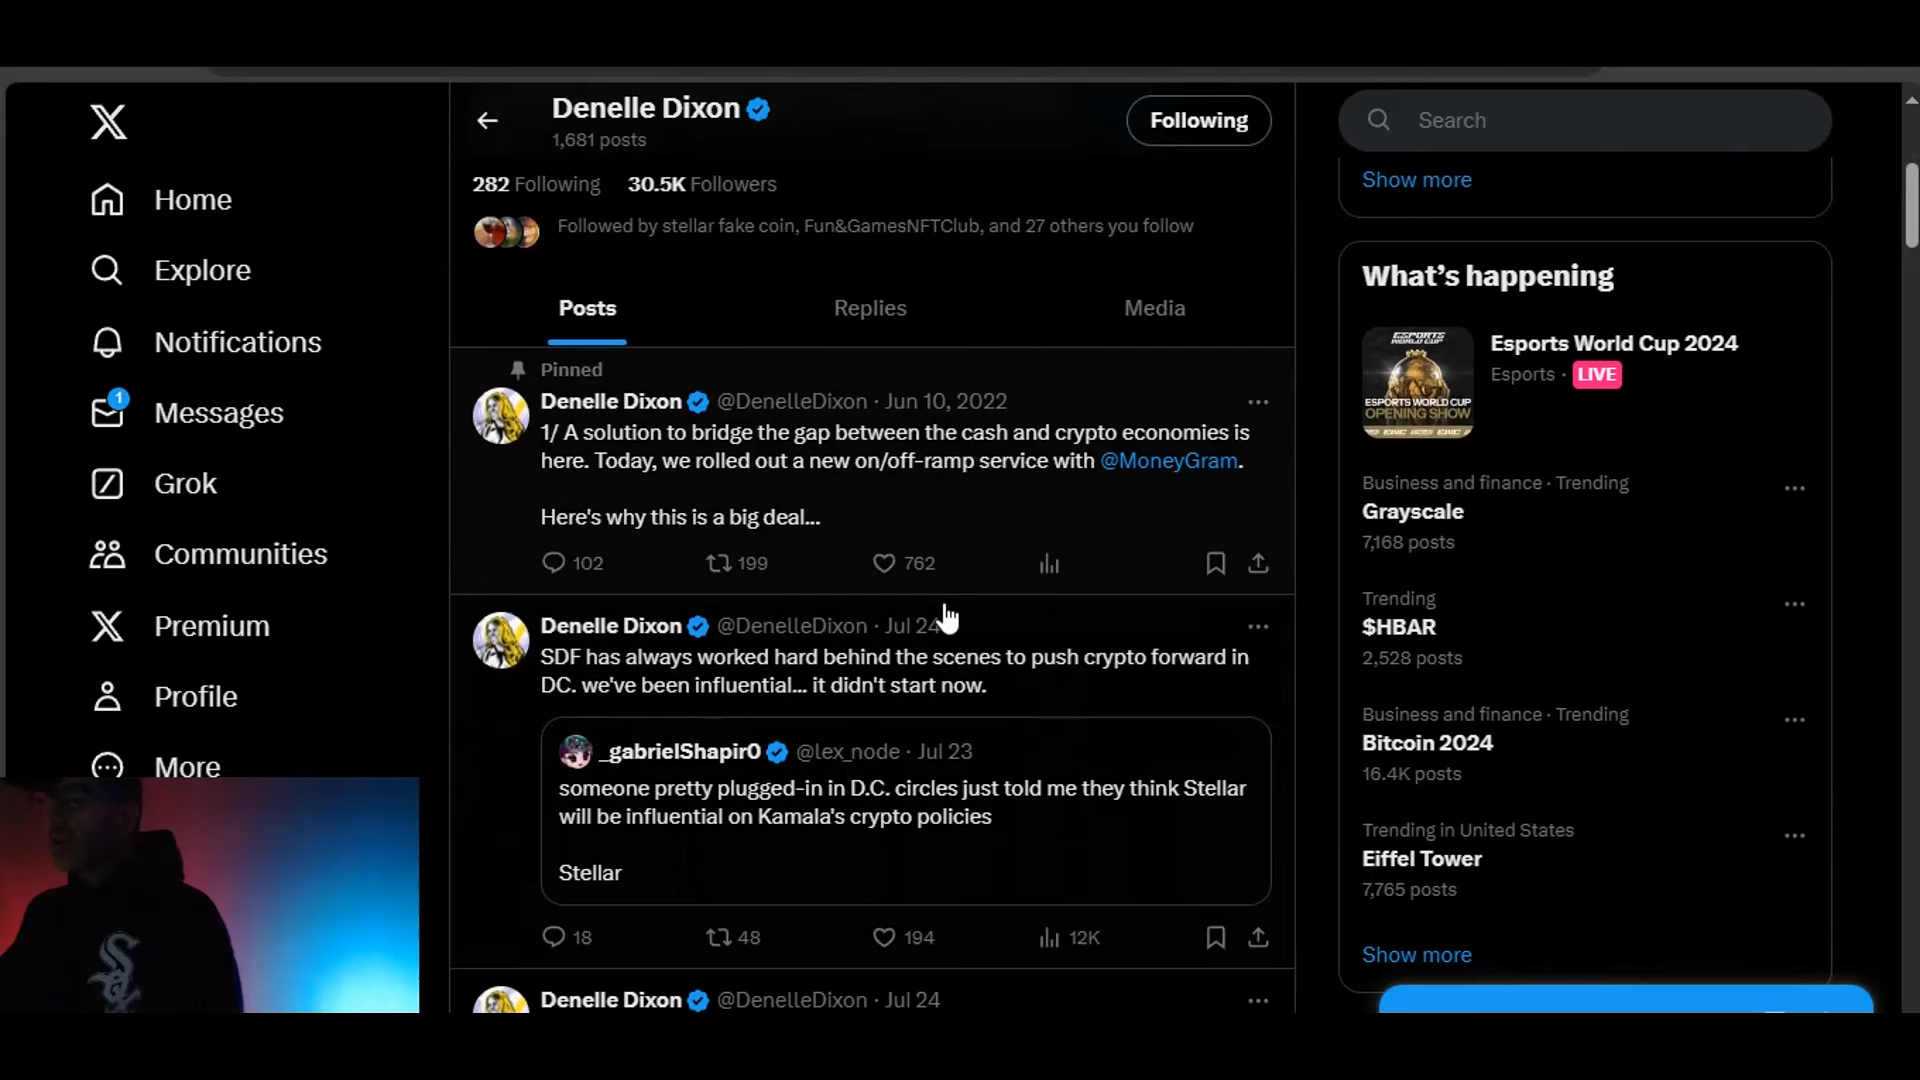 Denelle Dixon
1,681 posts
Following
282 Following 30.5K Followers
Followed by stellar fake coin, Fun&GamesNFTClub, and 27 others you follow
Posts Replies Media
Home
Explore
Notifications
1
Messages
Grok
Communities
Premium
Profile
More
Pinned
Denelle Dixon @DenelleDixon · Jun 10, 2022
1/ A solution to bridge the gap between the cash and crypto economies is
here. Today, we rolled out a new on/off-ramp service with @MoneyGram.
Here's why this is a big deal...
102 199 762
Denelle Dixon @DenelleDixon · Jul 24
SDF has always worked hard behind the scenes to push crypto forward in
DC. we've been influential... it didn't start now.
_gabrielShapir0 @lex_node · Jul 23
someone pretty plugged-in in D.C. circles just told me they think Stellar
will be influential on Kamala's crypto policies
Stellar
18 48 194 12K
Denelle Dixon @DenelleDixon · Jul 24
Search
Show more
What's happening
ESPORTS
WORLD CUP
ESPORTS WORLD CUP
OPENING SHOW
Esports World Cup 2024
Esports · LIVE
Business and finance · Trending
Grayscale
7,168 posts
Trending
$HBAR
2,528 posts
Business and finance · Trending
Bitcoin 2024
16.4K posts
Trending in United States
Eiffel Tower
7,765 posts
Show more
Sox